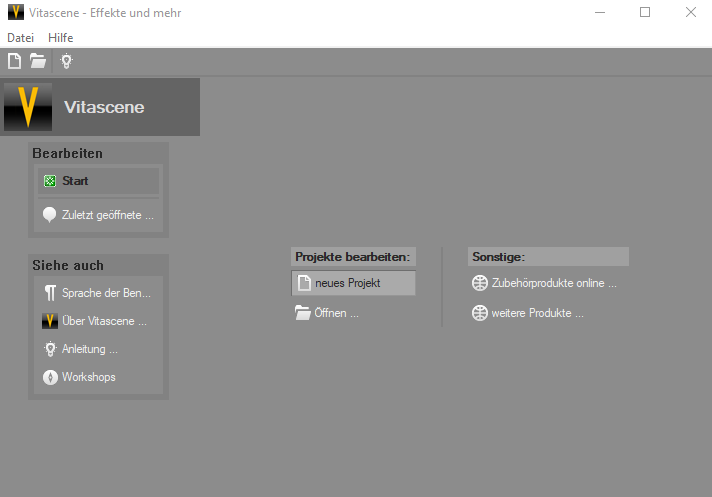 Vitascene - Effekte und mehr
Datei Hilfe
Vitascene
Bearbeiten
Start
Zuletzt geöffnete ...
Siehe auch
Sprache der Ben...
Über Vitascene ...
Anleitung ...
Workshops
Projekte bearbeiten:
neues Projekt
Öffnen ...
Sonstige:
Zubehörprodukte online ...
weitere Produkte ...